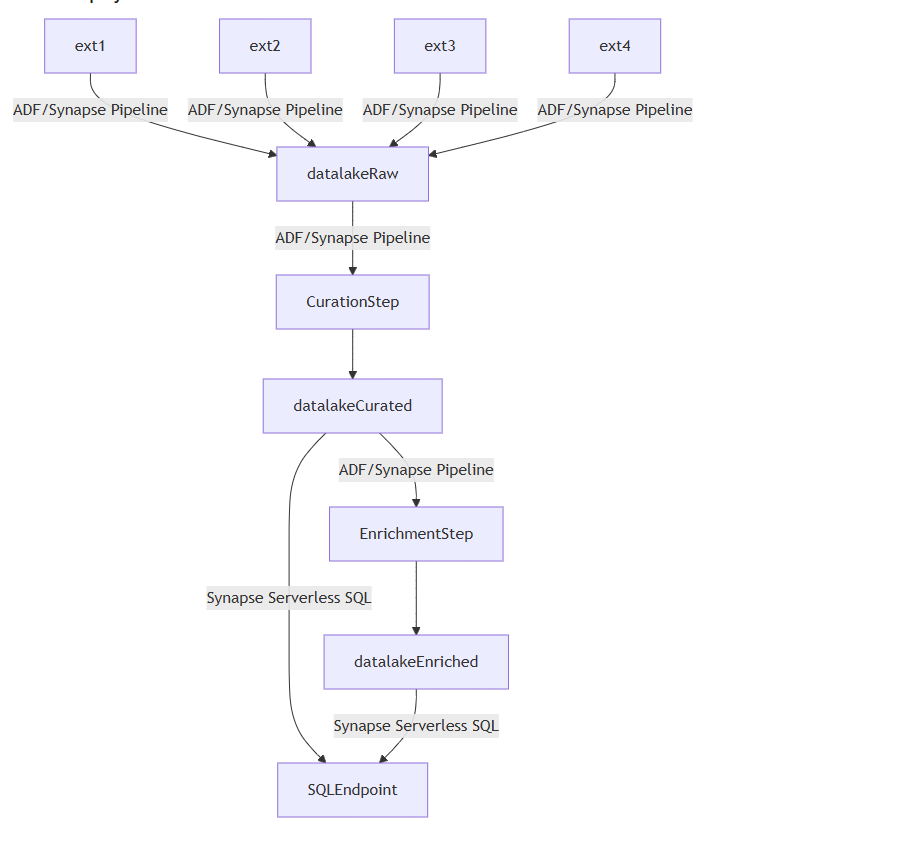 ext1
ext2
ext3
ext4
ADF/Synapse Pipeline
ADF/Synapse Pipeline
ADF/Synapse Pipeline
ADF/Synapse Pipeline
datalakeRaw
ADF/Synapse Pipeline
CurationStep
datalakeCurated
ADF/Synapse Pipeline
EnrichmentStep
Synapse Serverless SQL
datalakeEnriched
Synapse Serverless SQL
SQLEndpoint